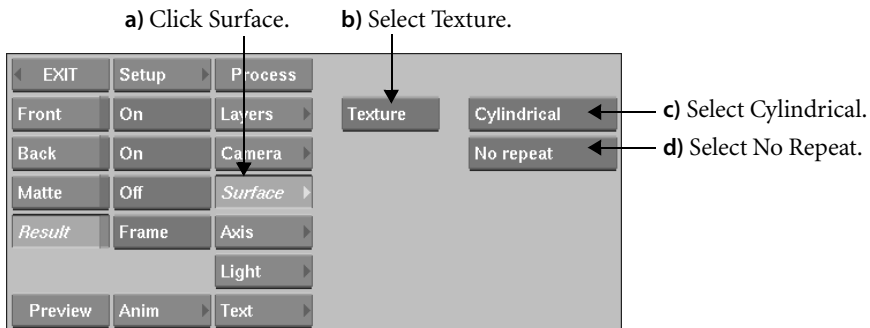 a) Click Surface. b) Select Texture.
EXIT Setup Process
Front On Layers Texture Cylindrical c) Select Cylindrical.
Back On Camera No repeat d) Select No Repeat.
Matte Off Surface
Result Frame Axis
Light
Preview Anim Text